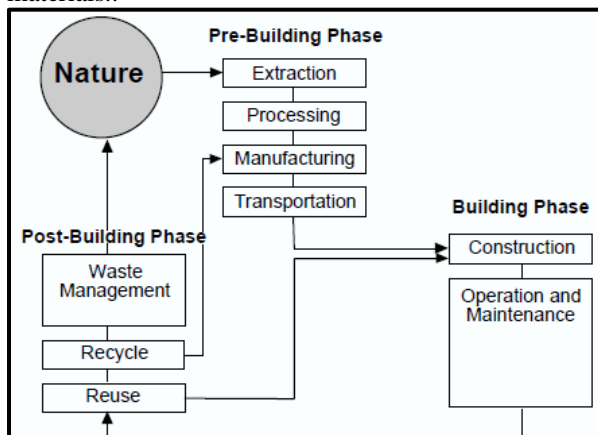 Pre-Building Phase
Nature
Extraction
Processing
Manufacturing
Transportation
Building Phase
Post-Building Phase
Construction
Waste
Management
Operation and
Maintenance
Recycle
Reuse